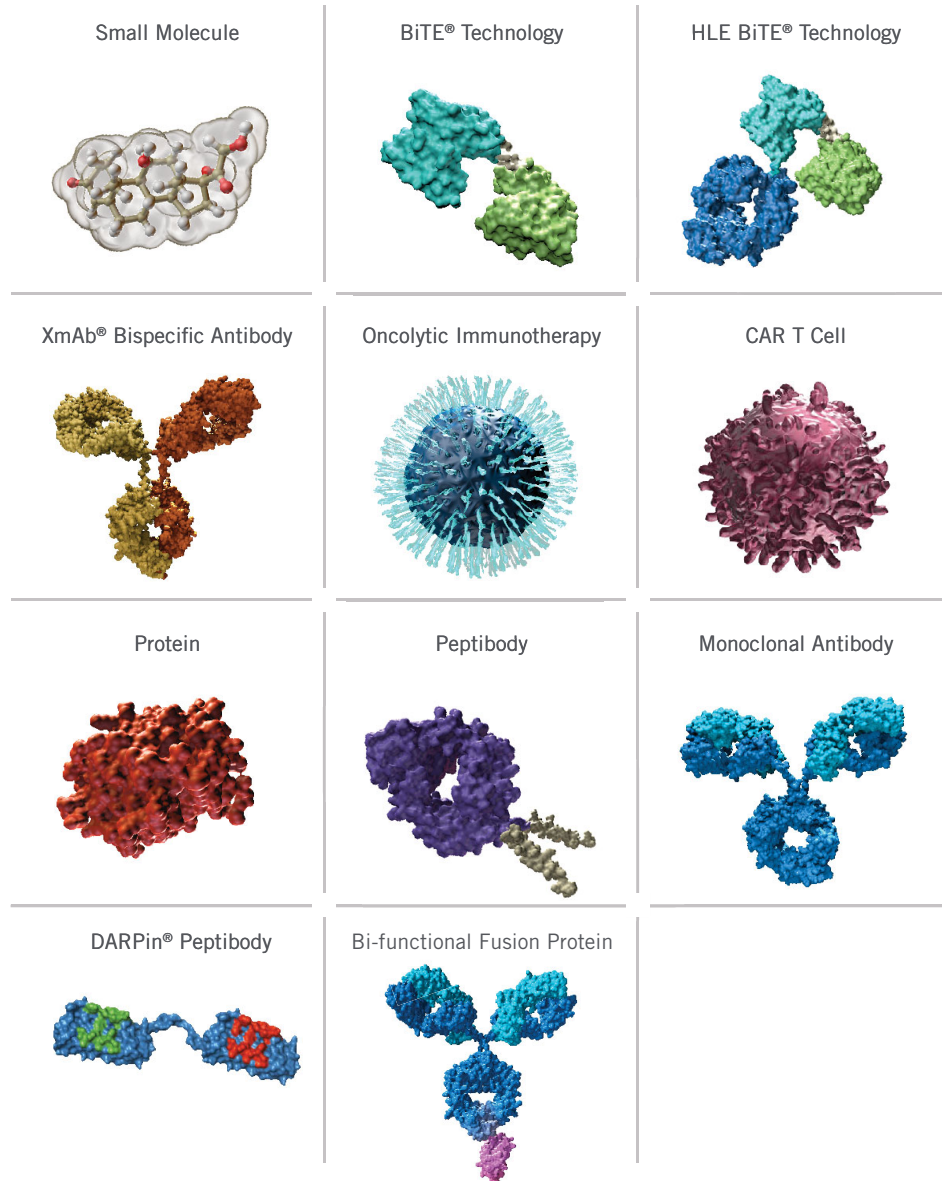 Small Molecule
BiTE® Technology
HLE BiTE® Technology
XmAb® Bispecific Antibody
Oncolytic Immunotherapy
CAR T Cell
Protein
Peptibody
Monoclonal Antibody
DARPin® Peptibody
Bi-functional Fusion Protein